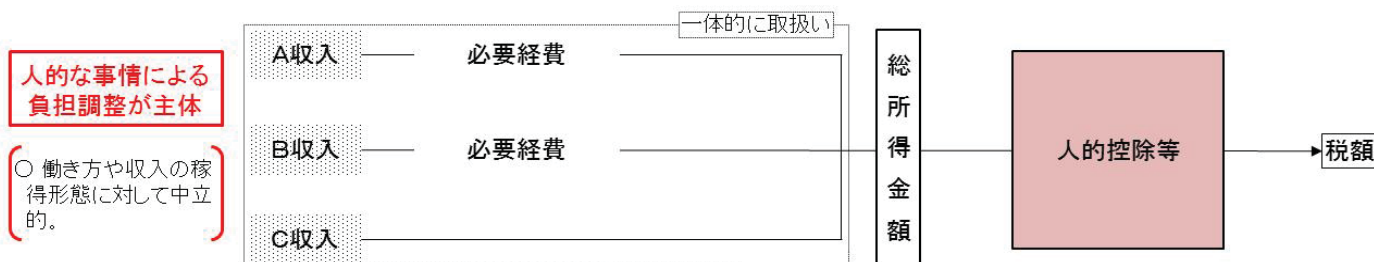 一体的に取扱い
人的な事情による
負担調整が主体
○ 働き方や収入の稼
得形態に対して中立
的。
A収入
必要経費
B収入
必要経費
C収入
総所得金額
人的控除等
税額